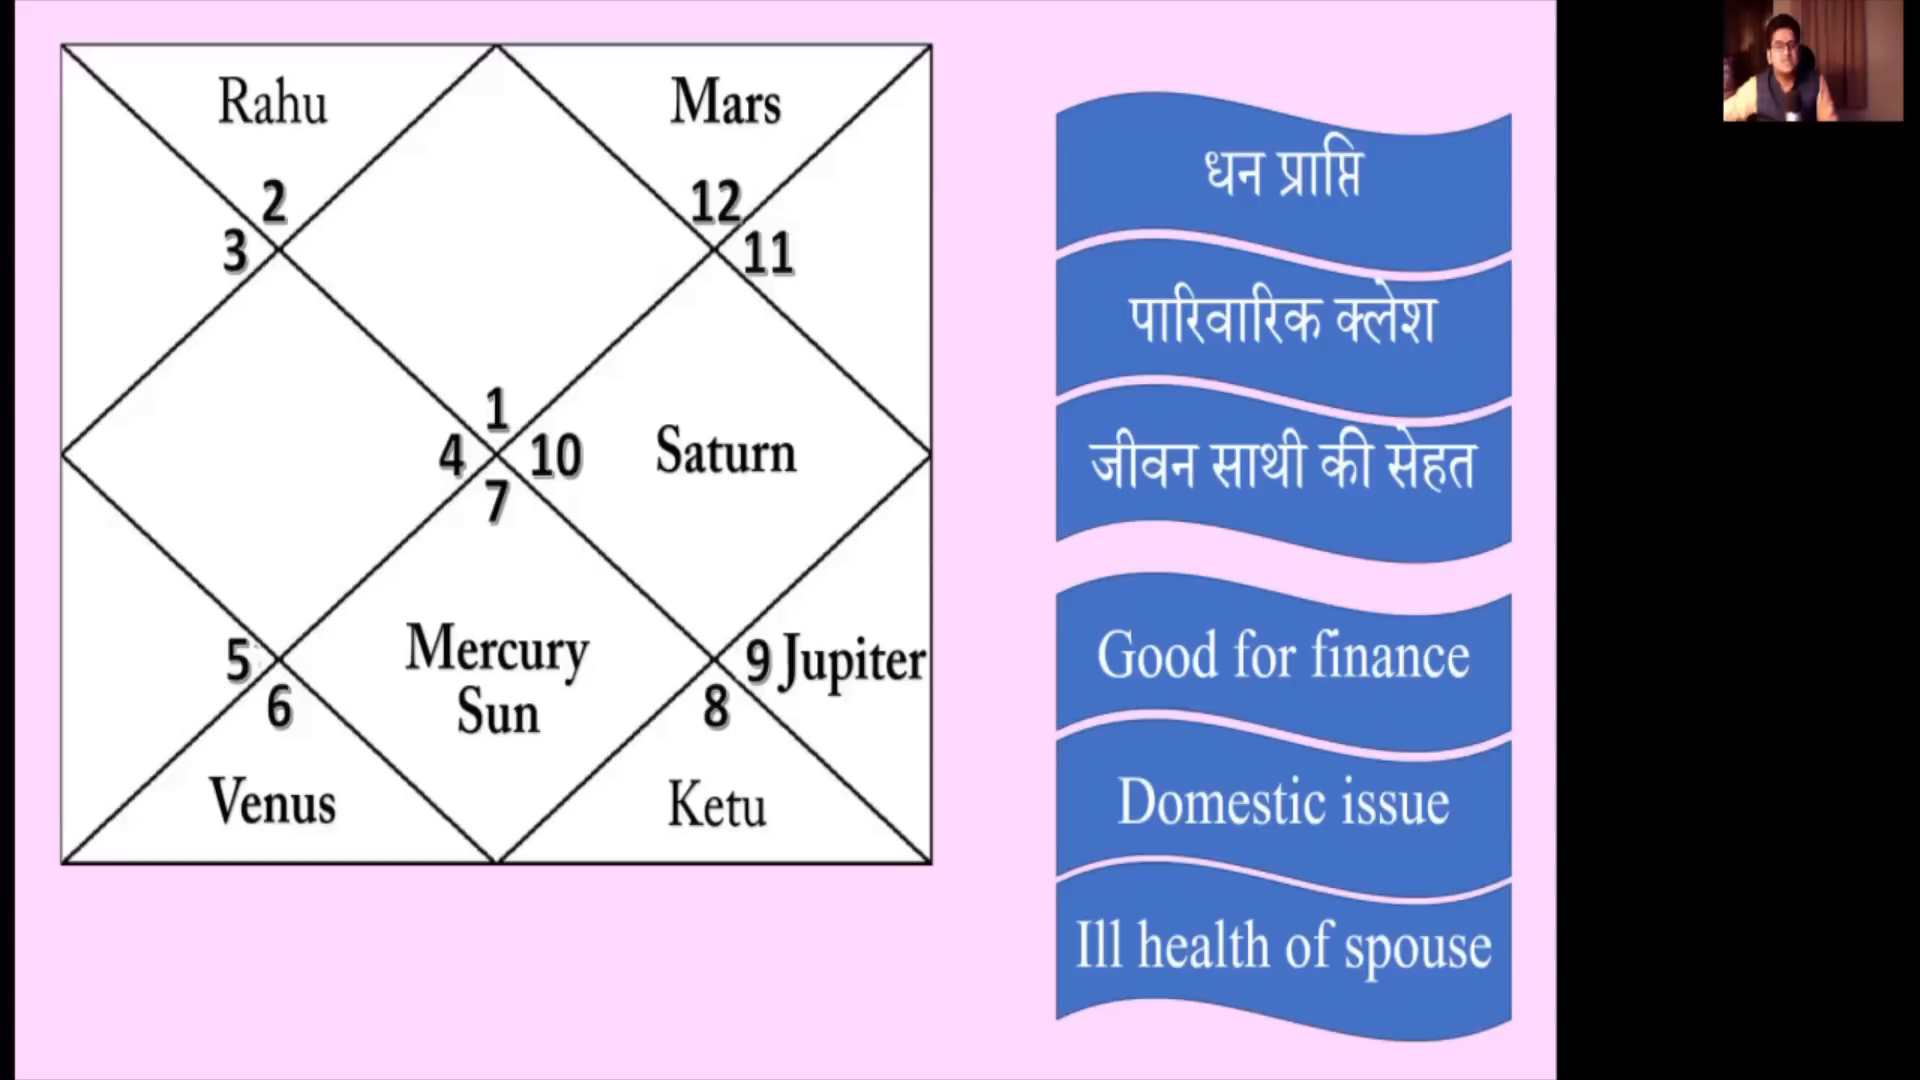 Rahu
Mars
2
12
3
11
1
4
10
Saturn
7
Mercury
Sun
5
6
9 Jupiter
8
Venus
Ketu
धन प्राप्ति
पारिवारिक क्लेश
जीवन साथी की सेहत
Good for finance
Domestic issue
Ill health of spouse